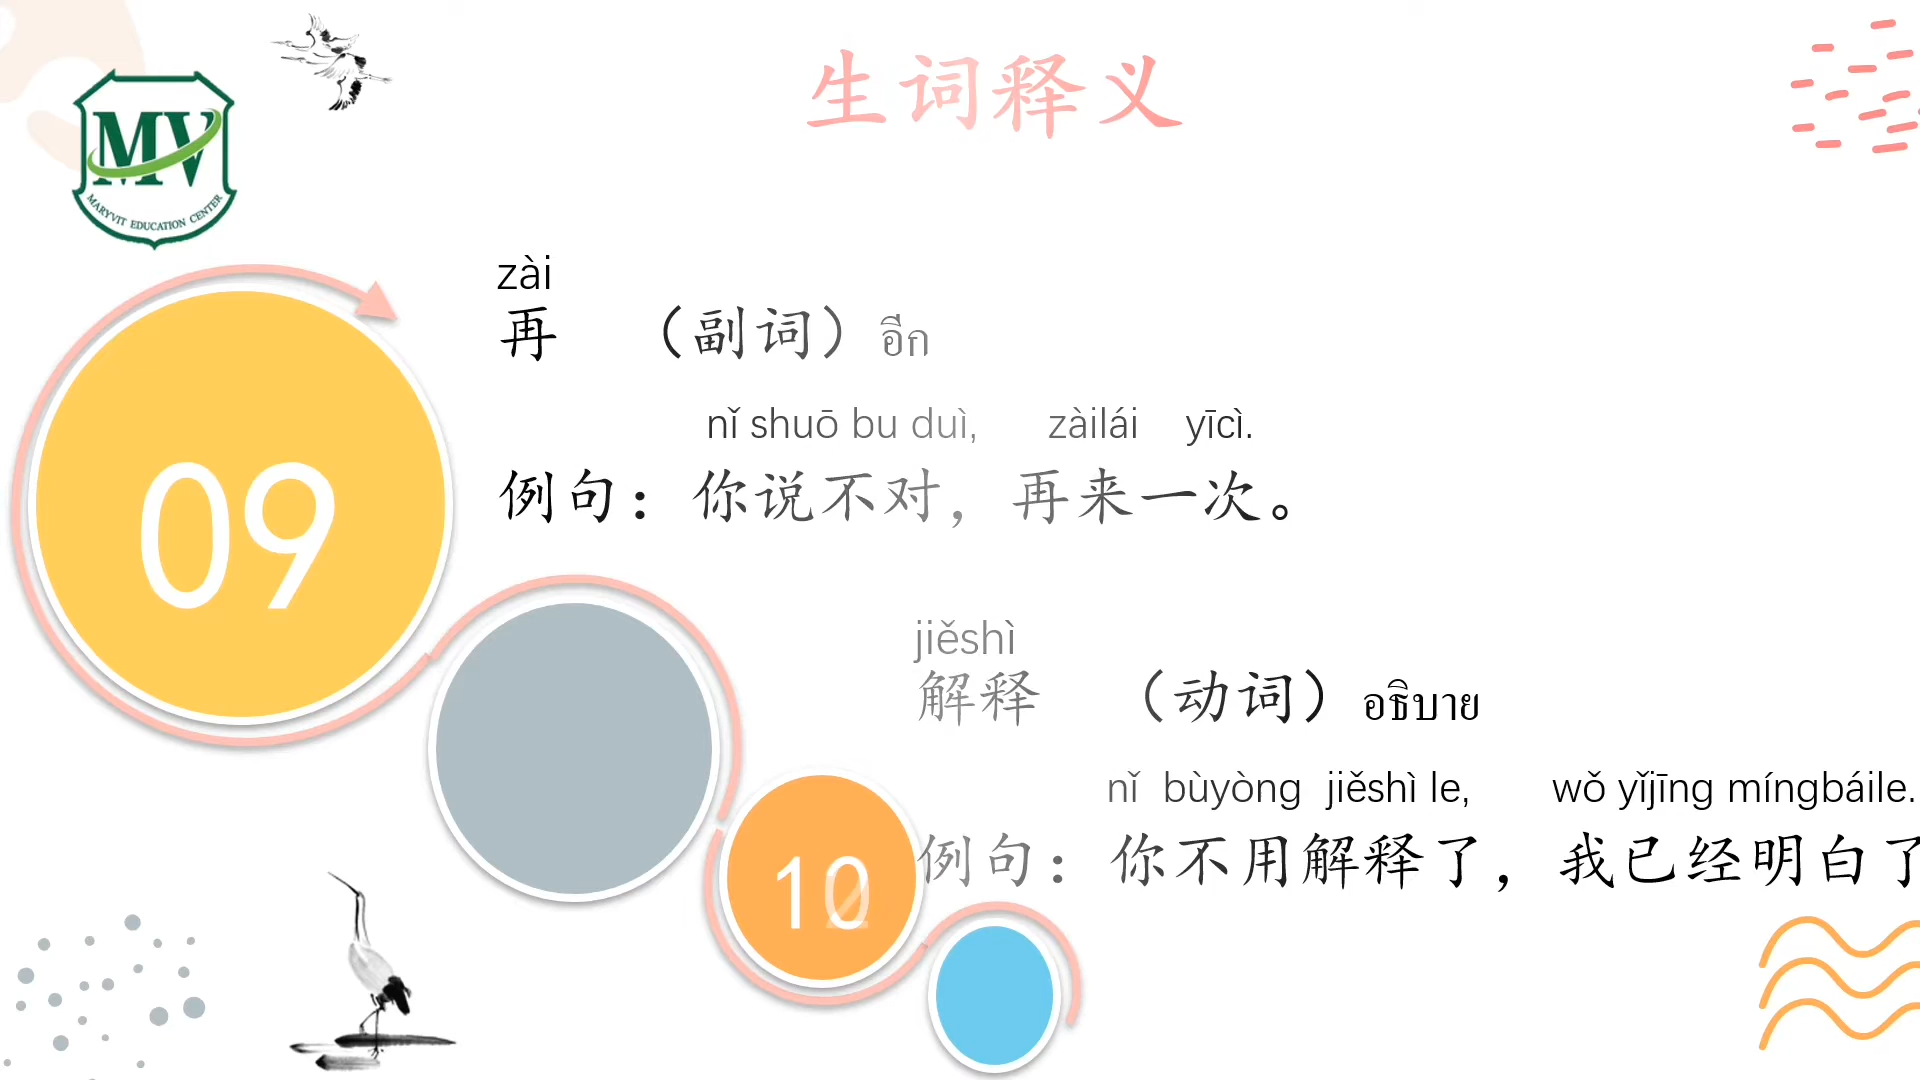 生词释义
MV
MARYVIT EDUCATION CENTER
09
zài
再 （副词）อีก
nǐ shuō bu duì, zàilái yīcì.
例句：你说不对，再来一次。
10
jiěshì
解释 （动词）อธิบาย
nǐ bùyòng jiěshì le, wǒ yǐjīng míngbáile.
例句：你不用解释了，我已经明白了